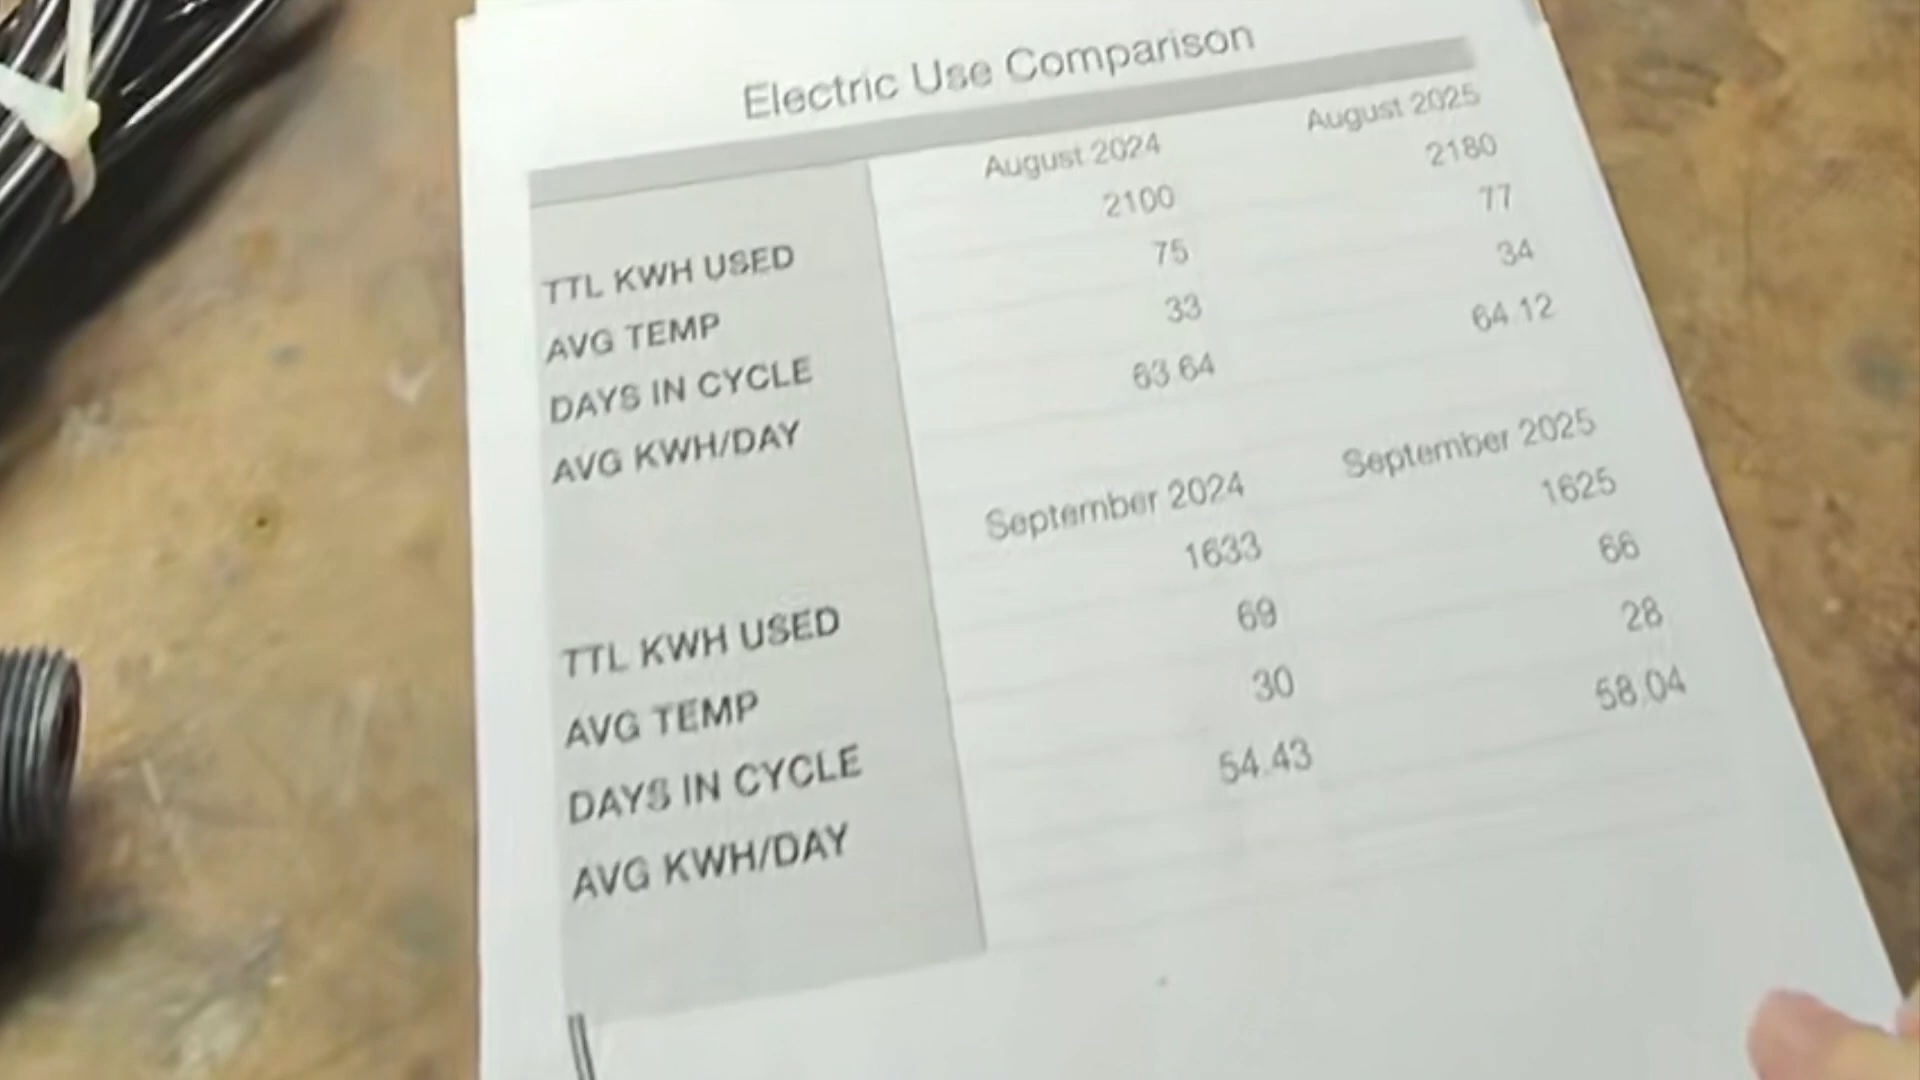 Electric Use Comparison
August 2024 August 2025
TTL KWH USED 2100 2180
AVG TEMP 75 77
DAYS IN CYCLE 33 34
AVG KWH/DAY 63.64 64.12
September 2024 September 2025
TTL KWH USED 1633 1625
AVG TEMP 69 66
DAYS IN CYCLE 30 28
AVG KWH/DAY 54.43 58.04